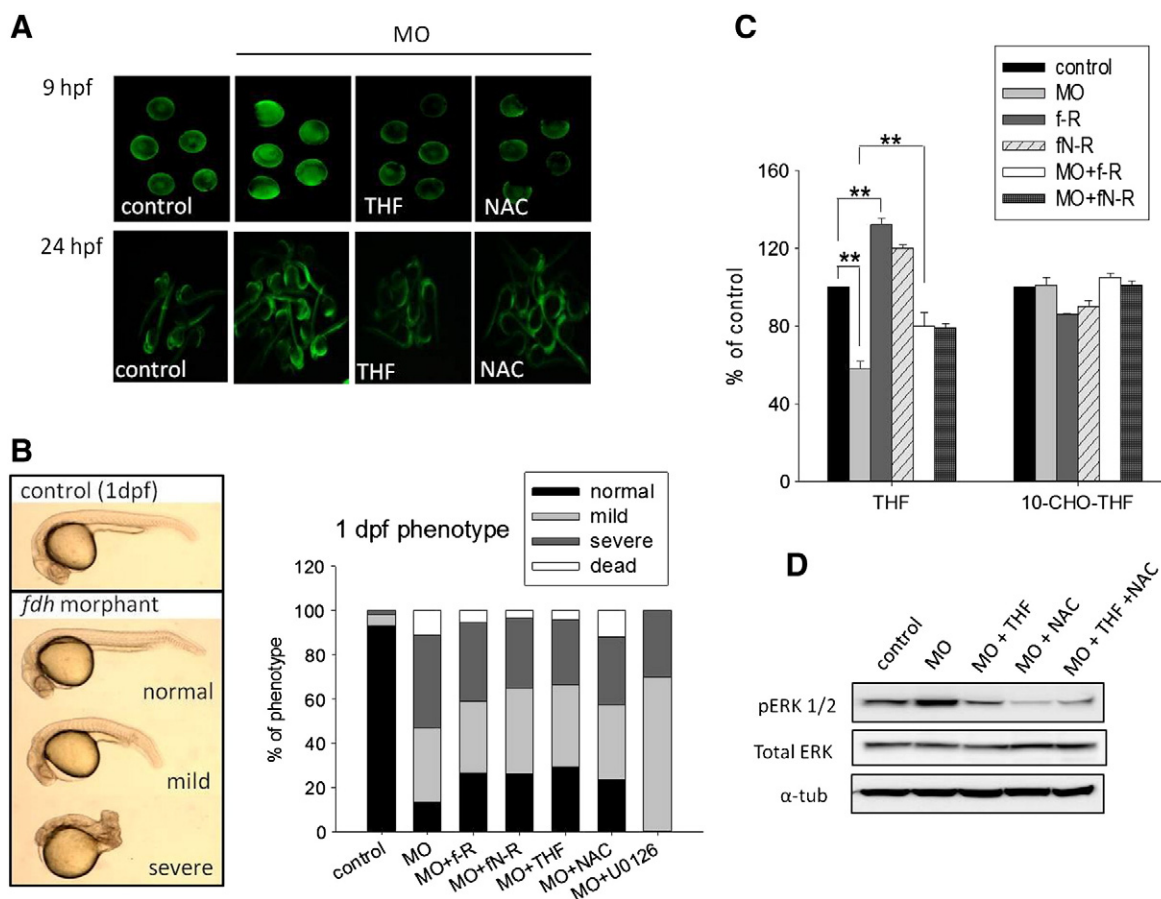 A
MO
9 hpf
control
THF
NAC
24 hpf
control
THF
NAC
B
control (1dpf)
fdh morphant
normal
mild
severe
normal
mild
severe
dead
1 dpf phenotype
% of phenotype
120
100
80
60
40
20
0
control
MO
MO+f-R
MO+fN-R
MO+THF
MO+NAC
MO+U0126
C
control
MO
f-R
fN-R
MO+f-R
MO+fN-R
% of control
160
120
80
40
0
**
**
**
THF
10-CHO-THF
D
control
MO
MO+THF
MO + NAC
MO + THF +NAC
pERK 1/2
Total ERK
α-tub